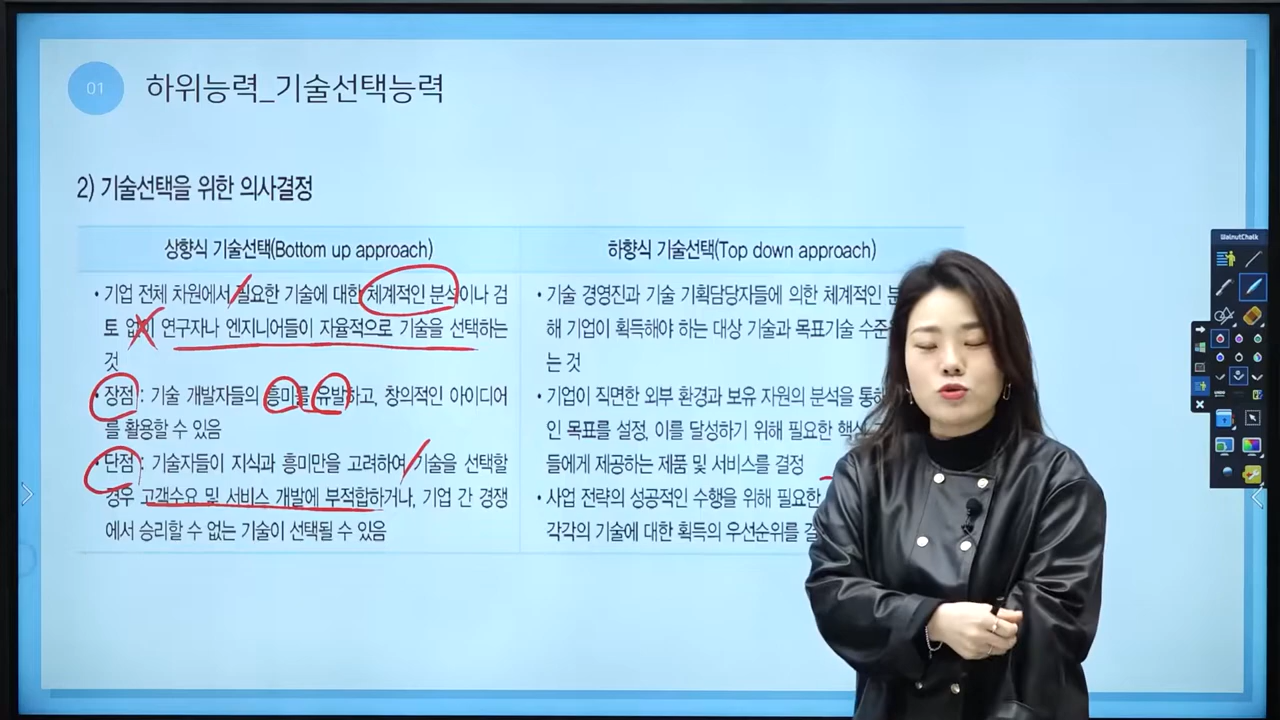 01
하위능력_기술선택능력
2) 기술선택을 위한 의사결정
상향식 기술선택(Bottom up approach)
• 기업 전체 차원에서 필요한 기술에 대한 체계적인 분석이나 검
토 없이 연구자나 엔지니어들이 자율적으로 기술을 선택하는
것
• 장점 : 기술 개발자들의 흥미를 유발하고, 창의적인 아이디어
를 활용할 수 있음
• 단점 : 기술자들이 지식과 흥미만을 고려하여 기술을 선택할
경우 고객수요 및 서비스 개발에 부적합하거나, 기업 간 경쟁
에서 승리할 수 없는 기술이 선택될 수 있음
하향식 기술선택(Top down approach)
• 기술 경영진과 기술 기획담당자들에 의한 체계적인
해 기업이 획득해야 하는 대상 기술과 목표기술 수준
는 것
• 기업이 직면한 외부 환경과 보유 자원의 분석을 통해
인 목표를 설정, 이를 달성하기 위해 필요한 핵심
들에게 제공하는 제품 및 서비스를 결정
• 사업 전략의 성공적인 수행을 위해 필요한
각각의 기술에 대한 획득의 우선순위를
WalnutChalk